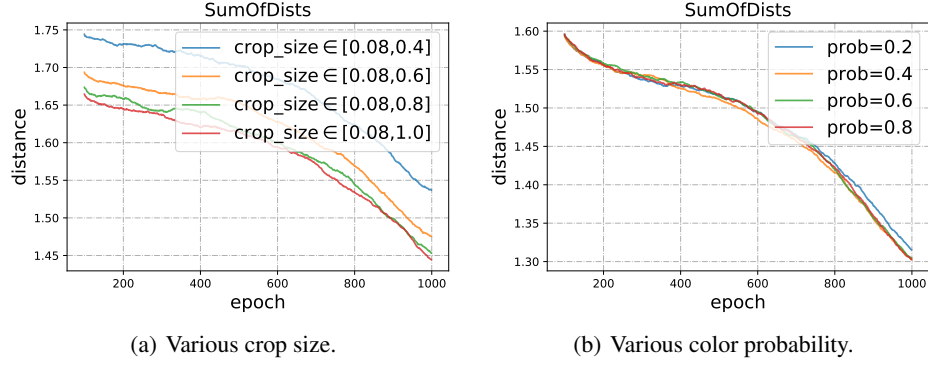 SumOfDists
1.75
1.70
1.65
1.60
1.55
1.50
1.45
distance
crop_size∈[0.08,0.4]
crop_size∈[0.08,0.6]
crop_size∈[0.08,0.8]
crop_size∈[0.08,1.0]
200 400 600 800 1000
epoch
(a) Various crop size.
SumOfDists
1.60
1.55
1.50
1.45
1.40
1.35
1.30
distance
prob=0.2
prob=0.4
prob=0.6
prob=0.8
200 400 600 800 1000
epoch
(b) Various color probability.